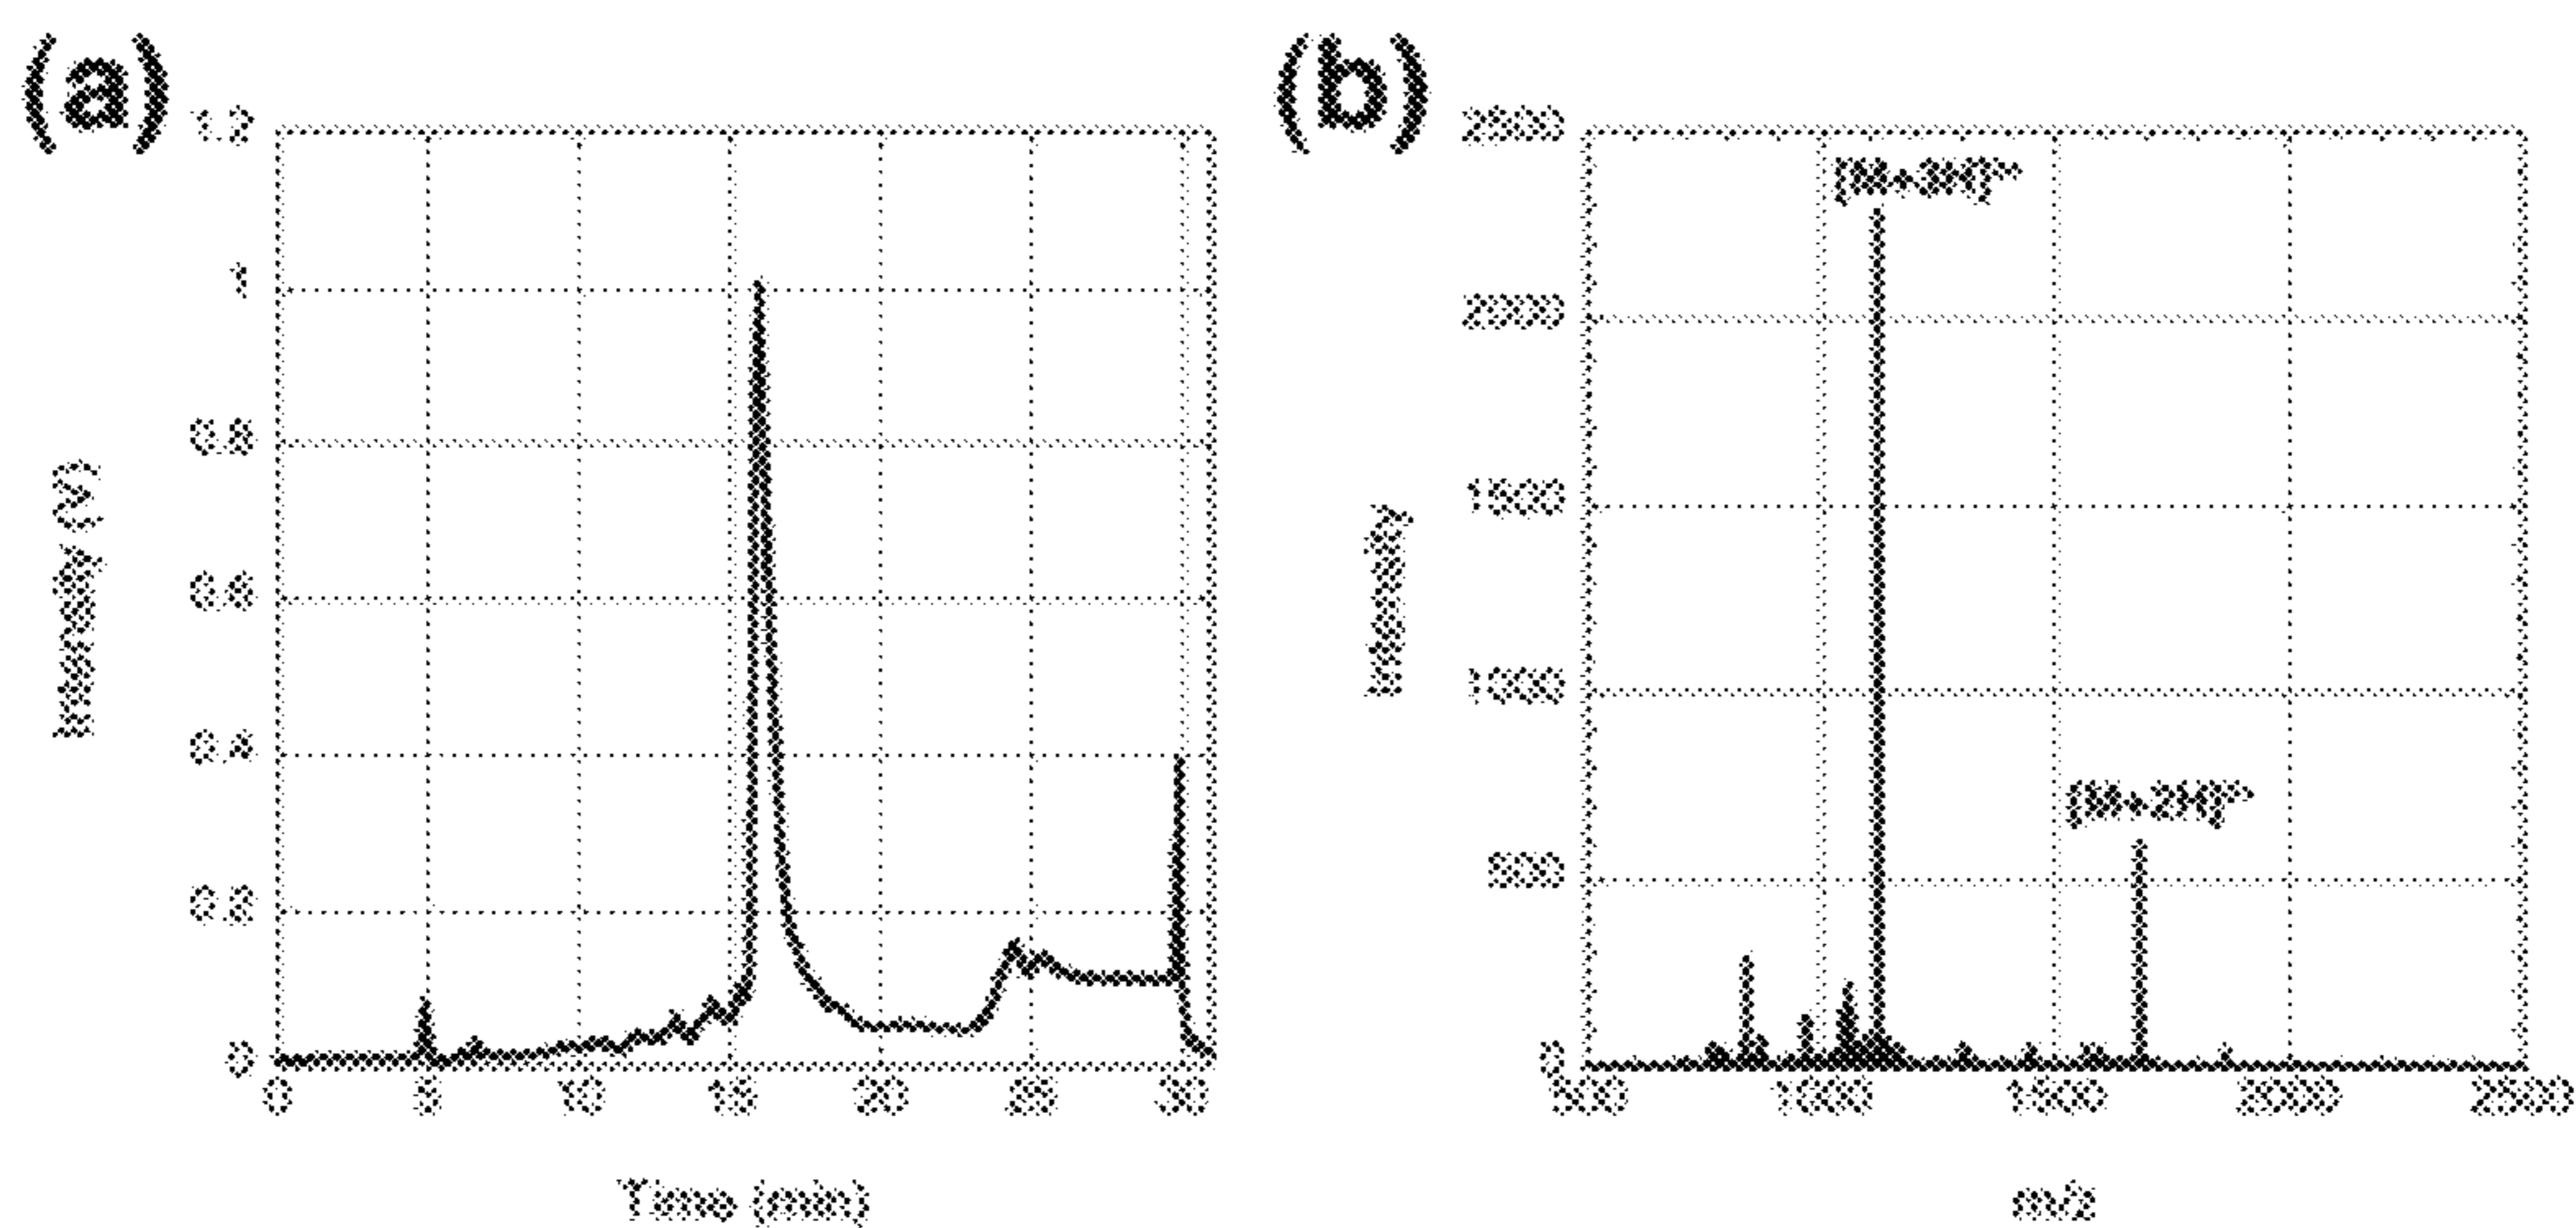 (a)
1.2
1
0.8
0.6
0.4
0.2
0
0 5 10 15 20 25 30
Intensity (V)
Time (min)
(b)
2500
2000
1500
1000
500
0
500 1000 1500 2000 2500
Intensity
m/z
[M+3H]³⁺
[M+2H]²⁺